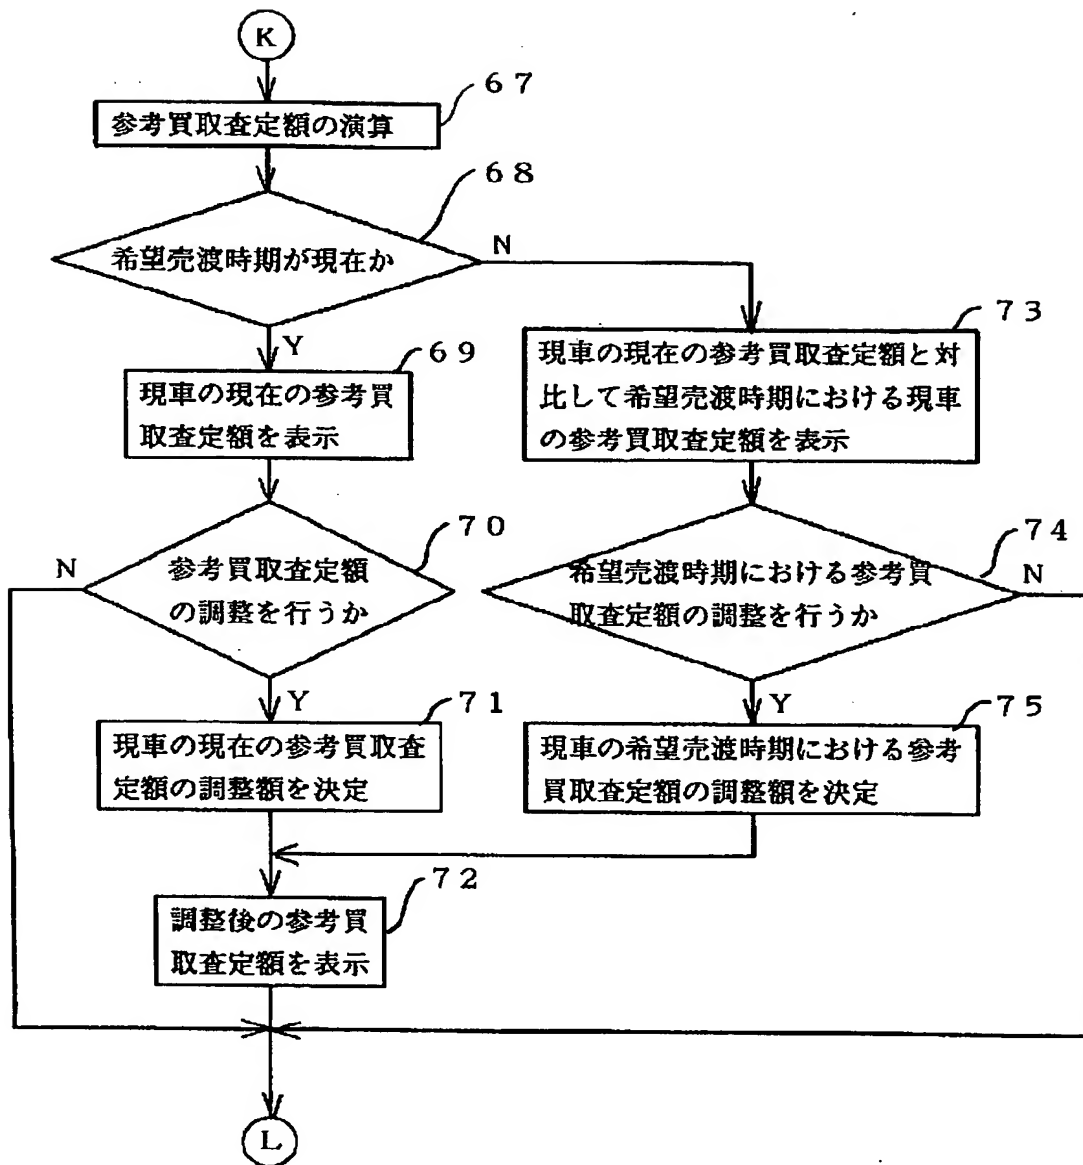 K
67
参考買取査定額の演算
68
希望売渡時期が現在か
N
Y
69
現車の現在の参考買
取査定額を表示
73
現車の現在の参考買取査定額と対
比して希望売渡時期における現車
の参考買取査定額を表示
70
N
参考買取査定額
の調整を行うか
74
希望売渡時期における参考買
取査定額の調整を行うか
N
Y
71
現車の現在の参考買取査
定額の調整額を決定
Y
75
現車の希望売渡時期における参考
買取査定額の調整額を決定
72
調整後の参考買
取査定額を表示
L